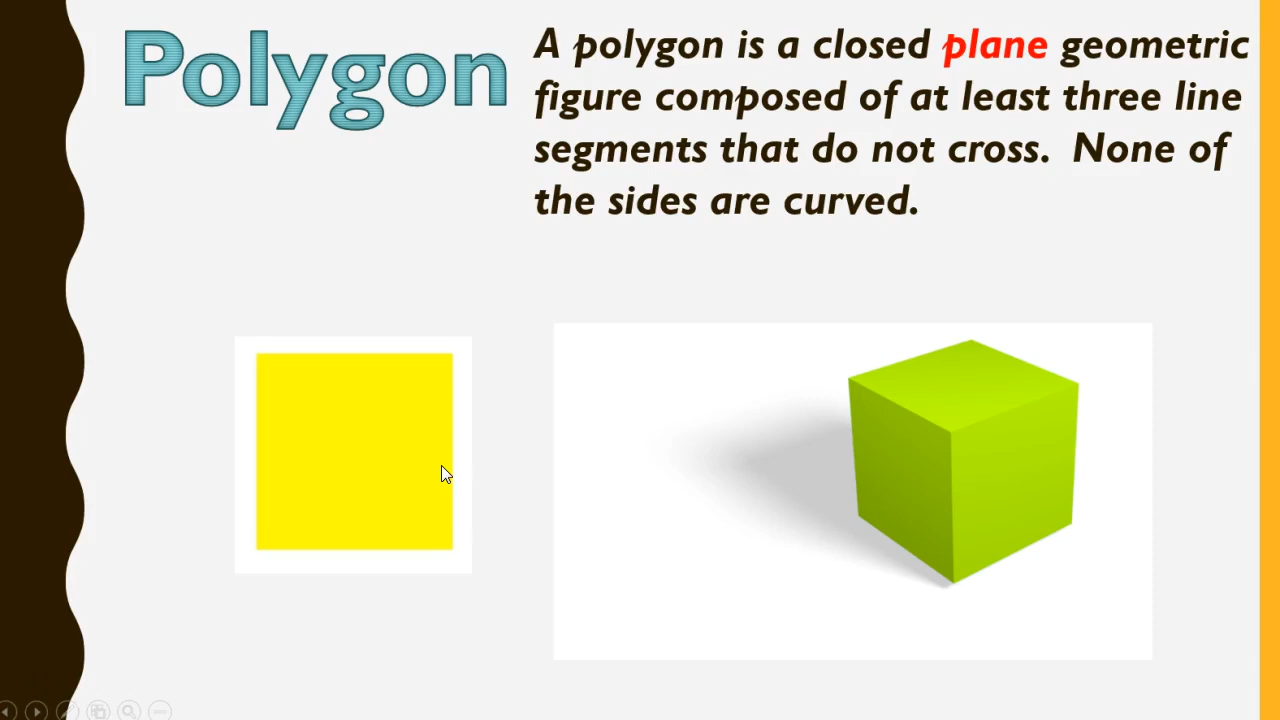 Polygon
A polygon is a closed plane geometric
figure composed of at least three line
segments that do not cross.  None of
the sides are curved.